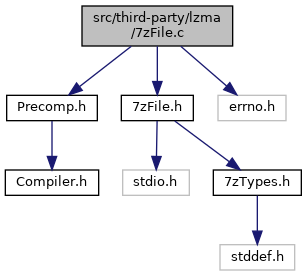 src/third-party/lzma
/7zFile.c
Precomp.h
7zFile.h
errno.h
Compiler.h
stdio.h
7zTypes.h
stddef.h